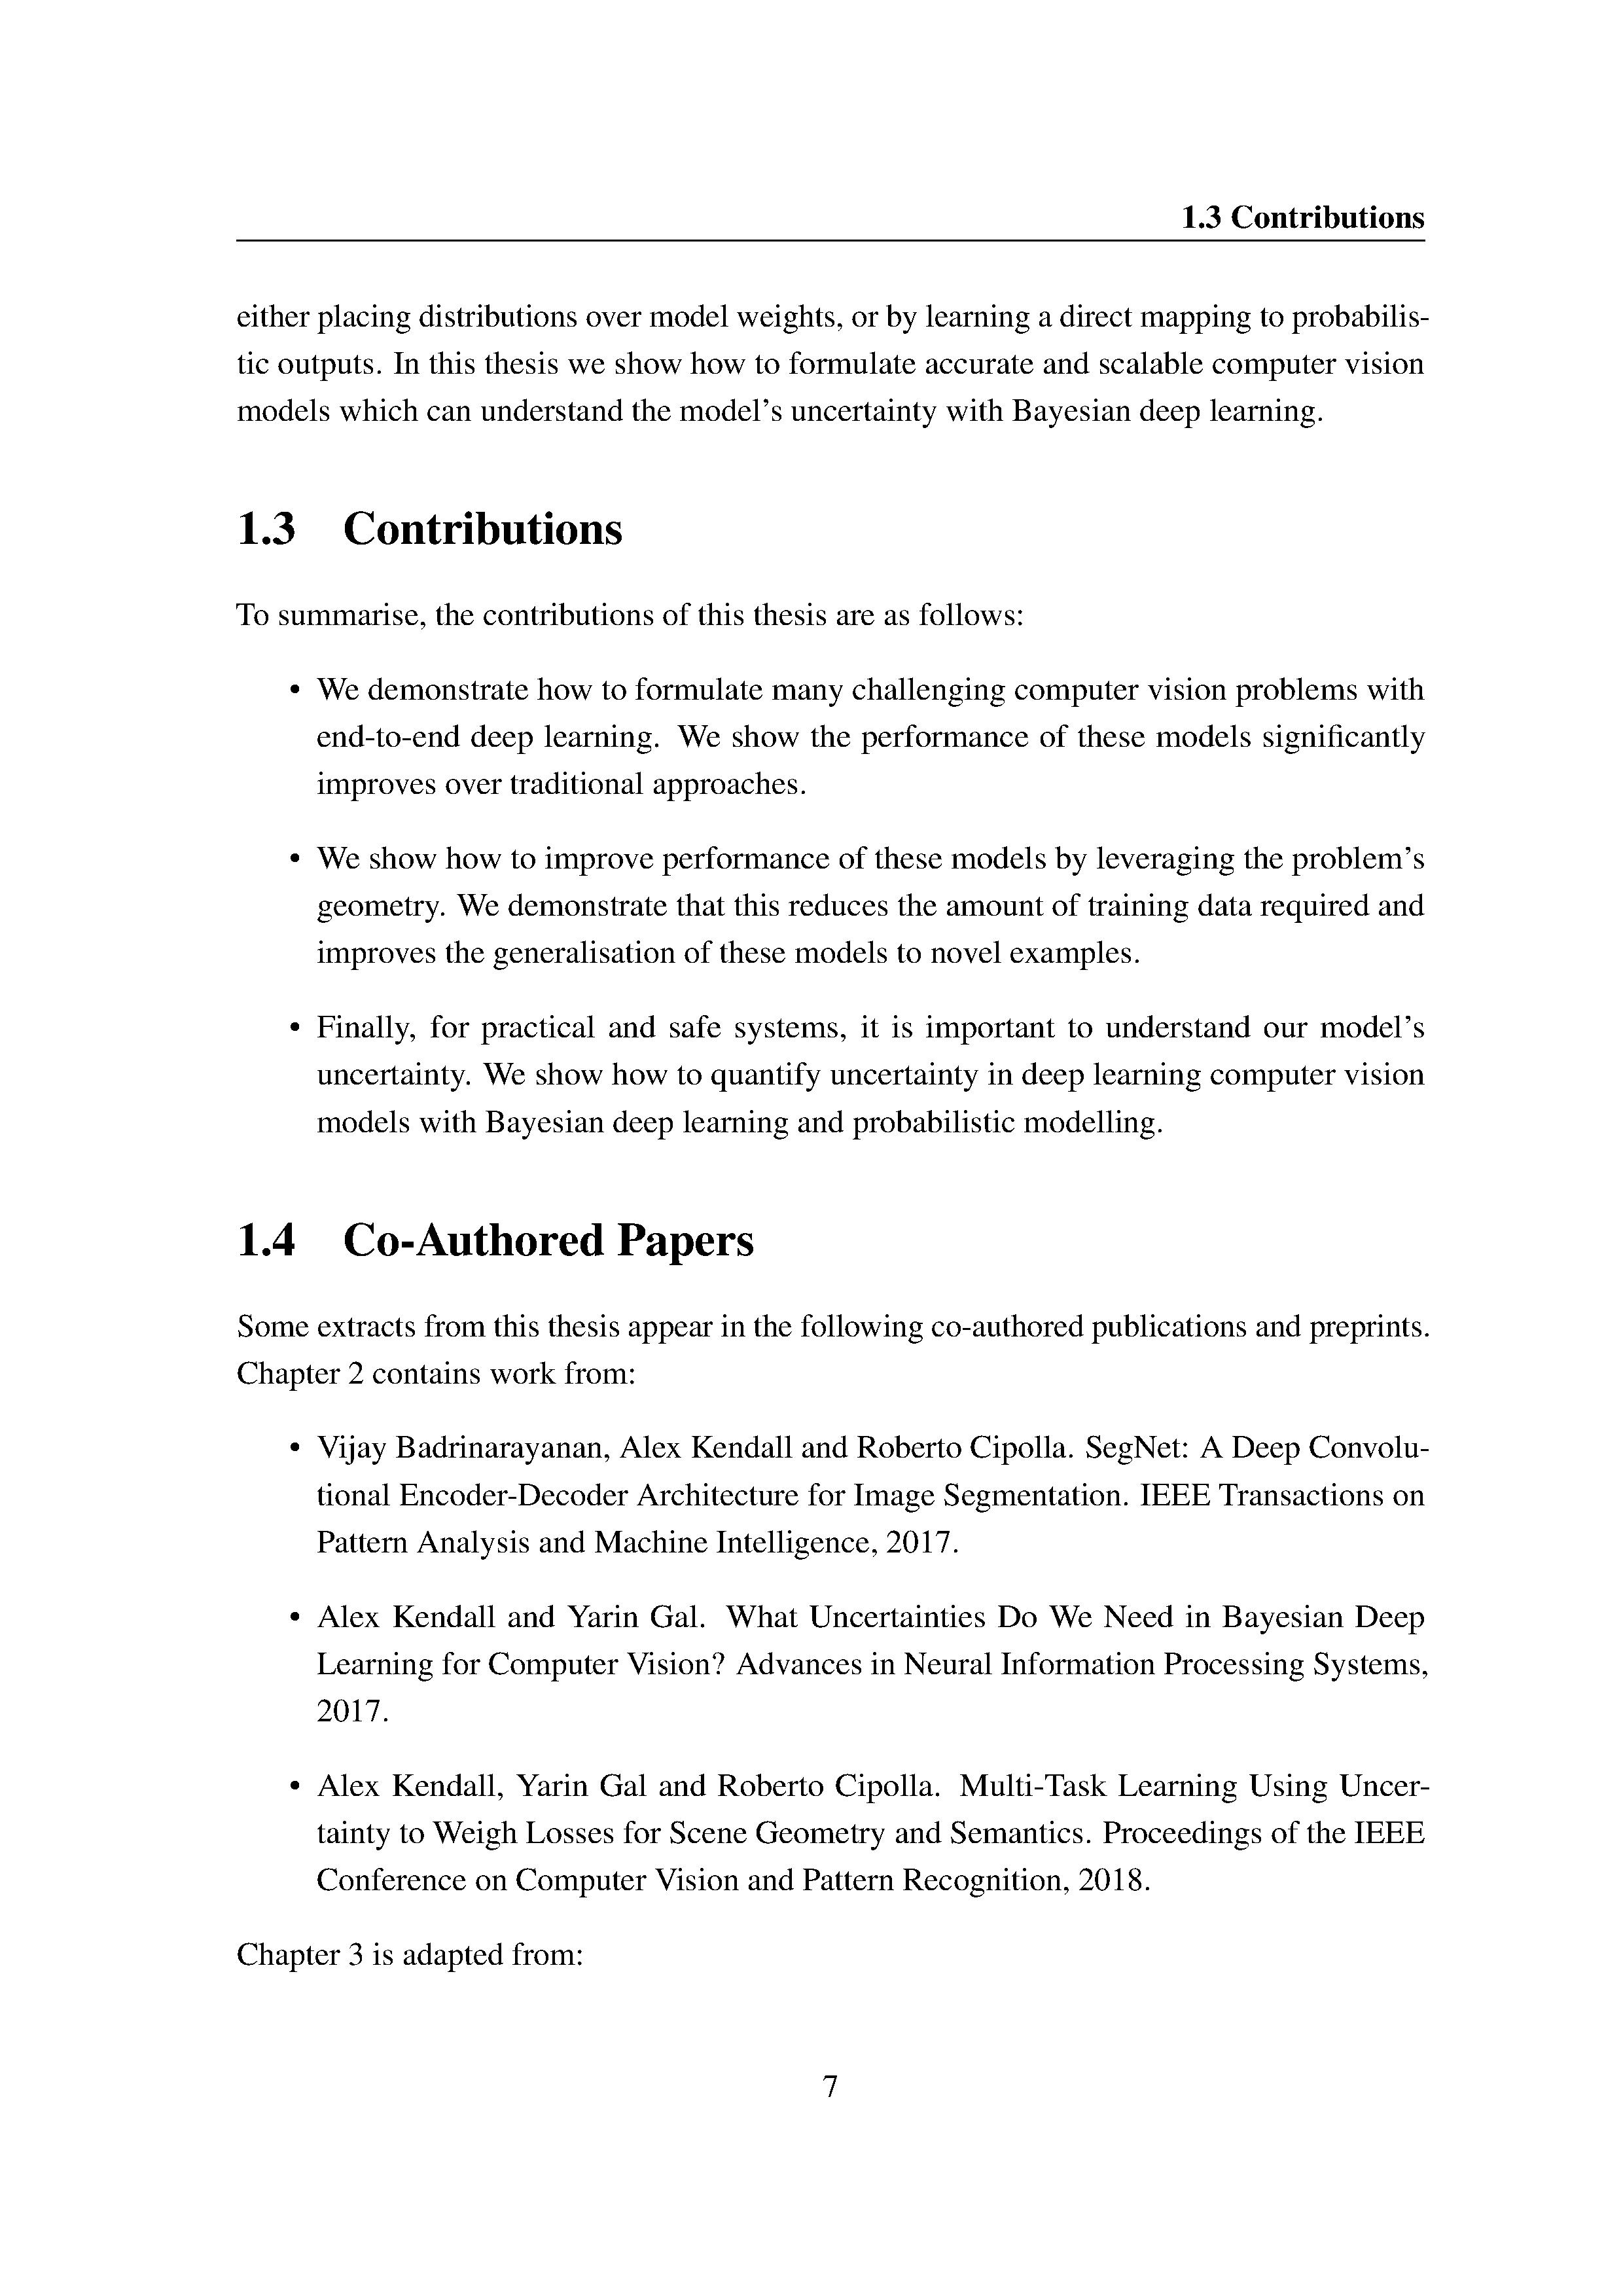 1.3 Contributions
either placing distributions over model weights, or by learning a direct mapping to probabilis-
tic outputs. In this thesis we show how to formulate accurate and scalable computer vision
models which can understand the model’s uncertainty with Bayesian deep learning.
1.3 Contributions
To summarise, the contributions of this thesis are as follows:
• We demonstrate how to formulate many challenging computer vision problems with
end-to-end deep learning. We show the performance of these models significantly
improves over traditional approaches.
• We show how to improve performance of these models by leveraging the problem’s
geometry. We demonstrate that this reduces the amount of training data required and
improves the generalisation of these models to novel examples.
• Finally, for practical and safe systems, it is important to understand our model’s
uncertainty. We show how to quantify uncertainty in deep learning computer vision
models with Bayesian deep learning and probabilistic modelling.
1.4 Co-Authored Papers
Some extracts from this thesis appear in the following co-authored publications and preprints.
Chapter 2 contains work from:
• Vijay Badrinarayanan, Alex Kendall and Roberto Cipolla. SegNet: A Deep Convolu-
tional Encoder-Decoder Architecture for Image Segmentation. IEEE Transactions on
Pattern Analysis and Machine Intelligence, 2017.
• Alex Kendall and Yarin Gal. What Uncertainties Do We Need in Bayesian Deep
Learning for Computer Vision? Advances in Neural Information Processing Systems,
2017.
• Alex Kendall, Yarin Gal and Roberto Cipolla. Multi-Task Learning Using Uncer-
tainty to Weigh Losses for Scene Geometry and Semantics. Proceedings of the IEEE
Conference on Computer Vision and Pattern Recognition, 2018.
Chapter 3 is adapted from:
7